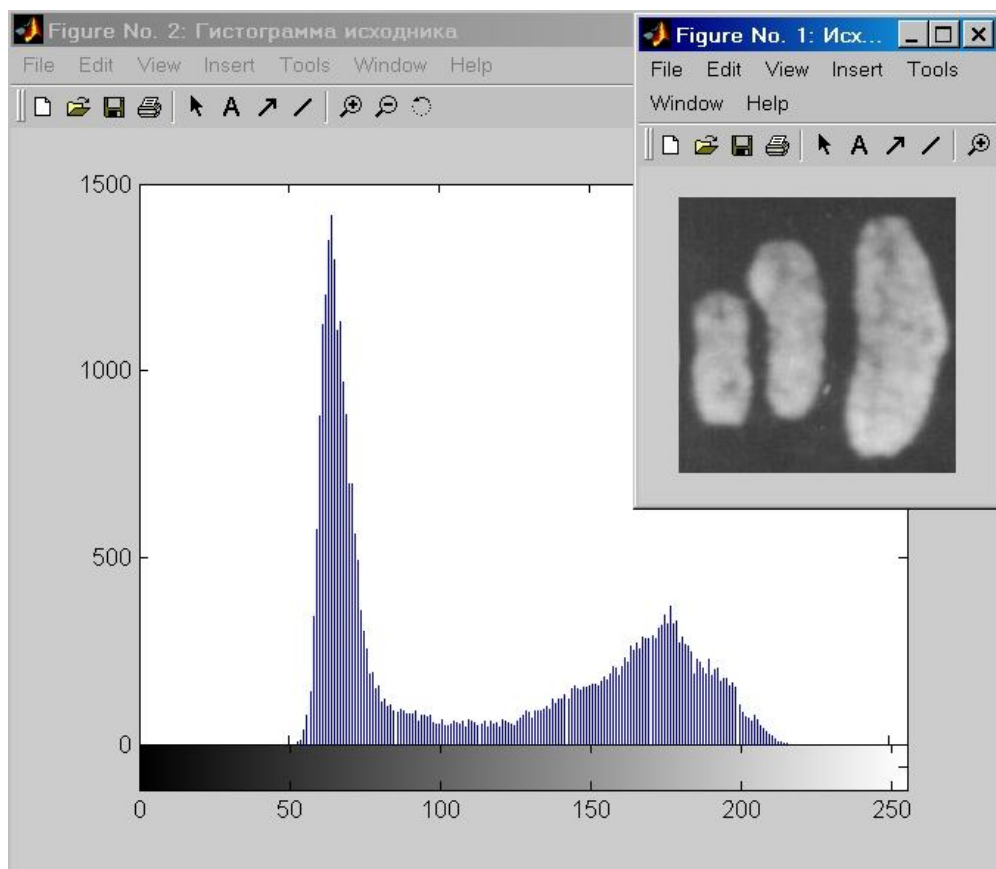 Figure No. 2: Гистограмма исходника
File Edit View Insert Tools Window Help
A
1500
1000
500
0
0 50 100 150 200 250
Figure No. 1: Исх...
File Edit View Insert Tools
Window Help
A